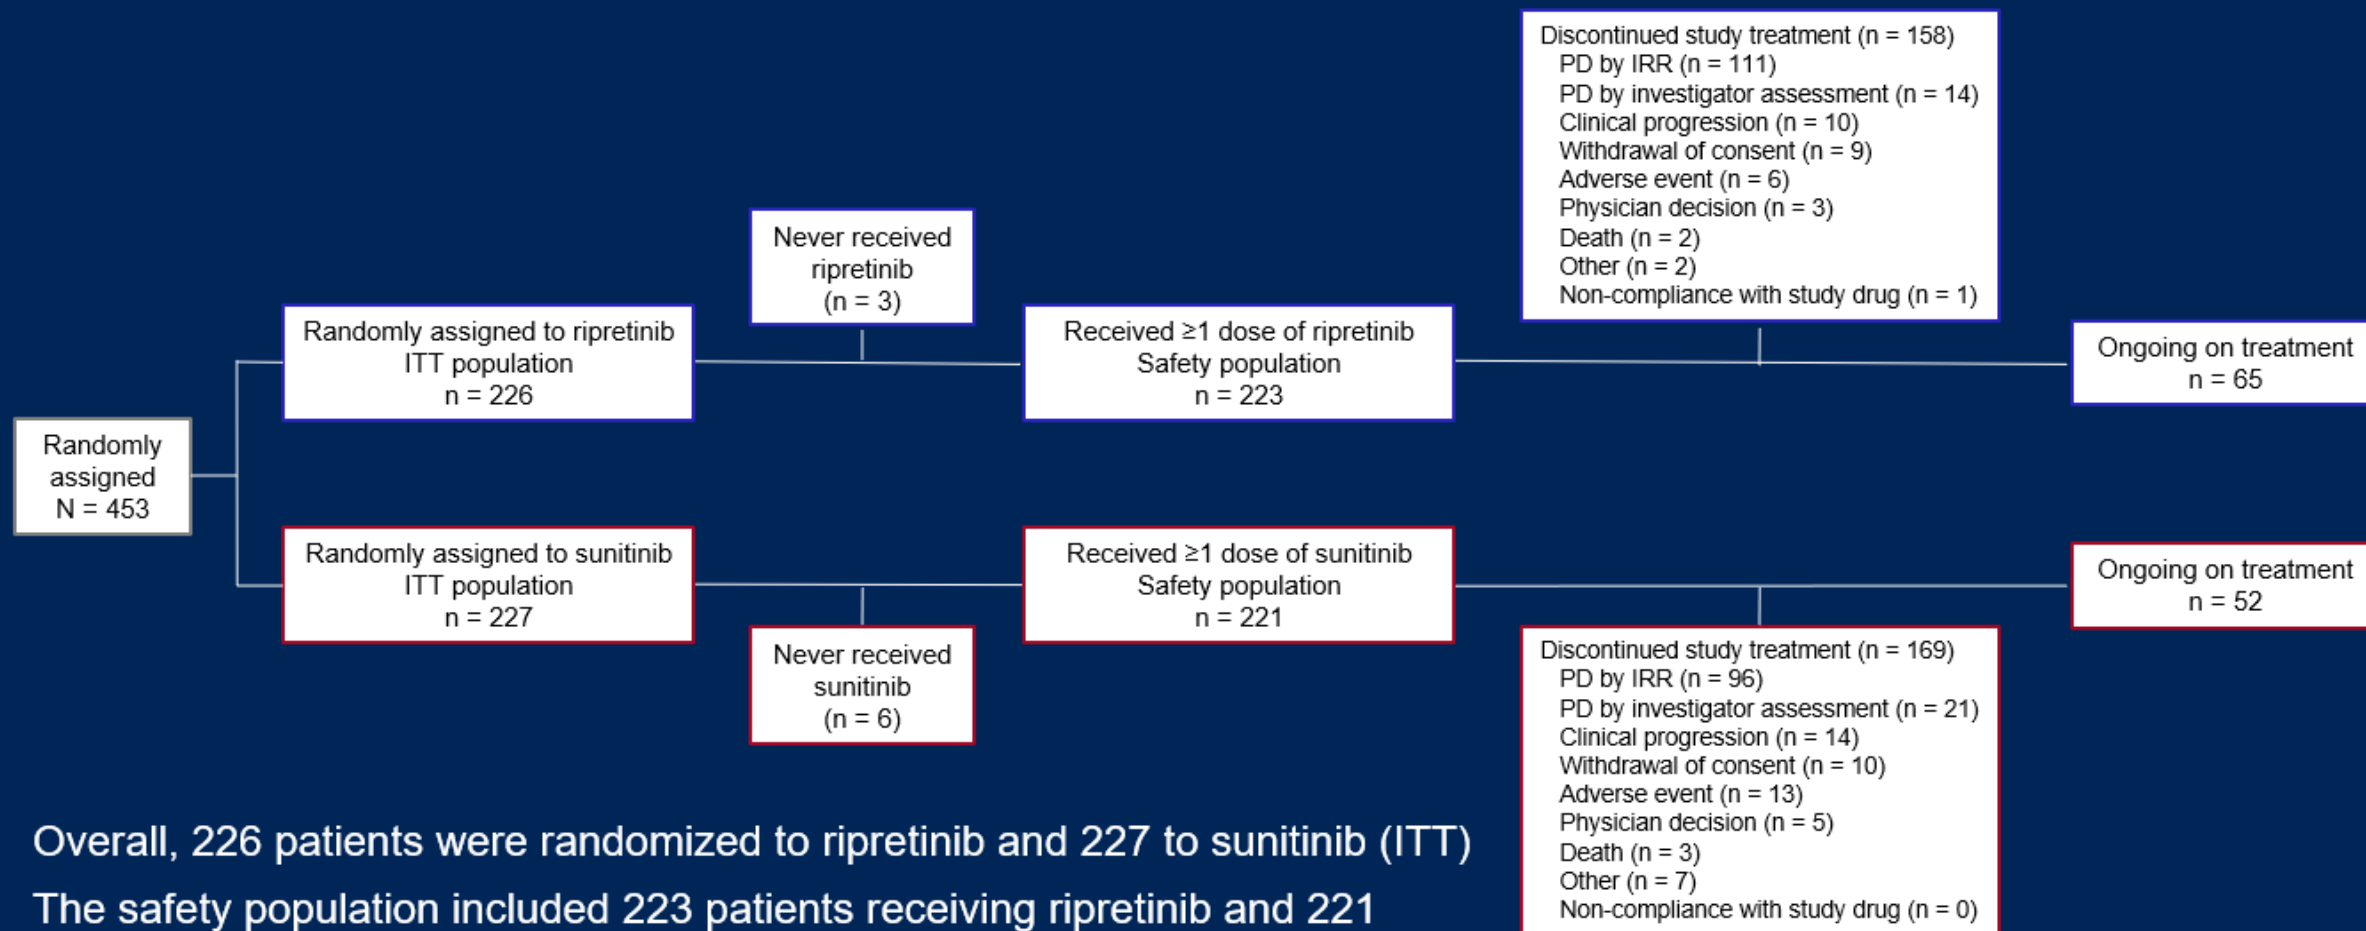 Randomly
assigned
N = 453
Randomly assigned to ripretinib
ITT population
n = 226
Never received
ripretinib
(n = 3)
Received ≥1 dose of ripretinib
Safety population
n = 223
Discontinued study treatment (n = 158)
PD by IRR (n = 111)
PD by investigator assessment (n = 14)
Clinical progression (n = 10)
Withdrawal of consent (n = 9)
Adverse event (n = 6)
Physician decision (n = 3)
Death (n = 2)
Other (n = 2)
Non-compliance with study drug (n = 1)
Ongoing on treatment
n = 65
Randomly assigned to sunitinib
ITT population
n = 227
Never received
sunitinib
(n = 6)
Received ≥1 dose of sunitinib
Safety population
n = 221
Discontinued study treatment (n = 169)
PD by IRR (n = 96)
PD by investigator assessment (n = 21)
Clinical progression (n = 14)
Withdrawal of consent (n = 10)
Adverse event (n = 13)
Physician decision (n = 5)
Death (n = 3)
Other (n = 7)
Non-compliance with study drug (n = 0)
Ongoing on treatment
n = 52
Overall, 226 patients were randomized to ripretinib and 227 to sunitinib (ITT)
The safety population included 223 patients receiving ripretinib and 221